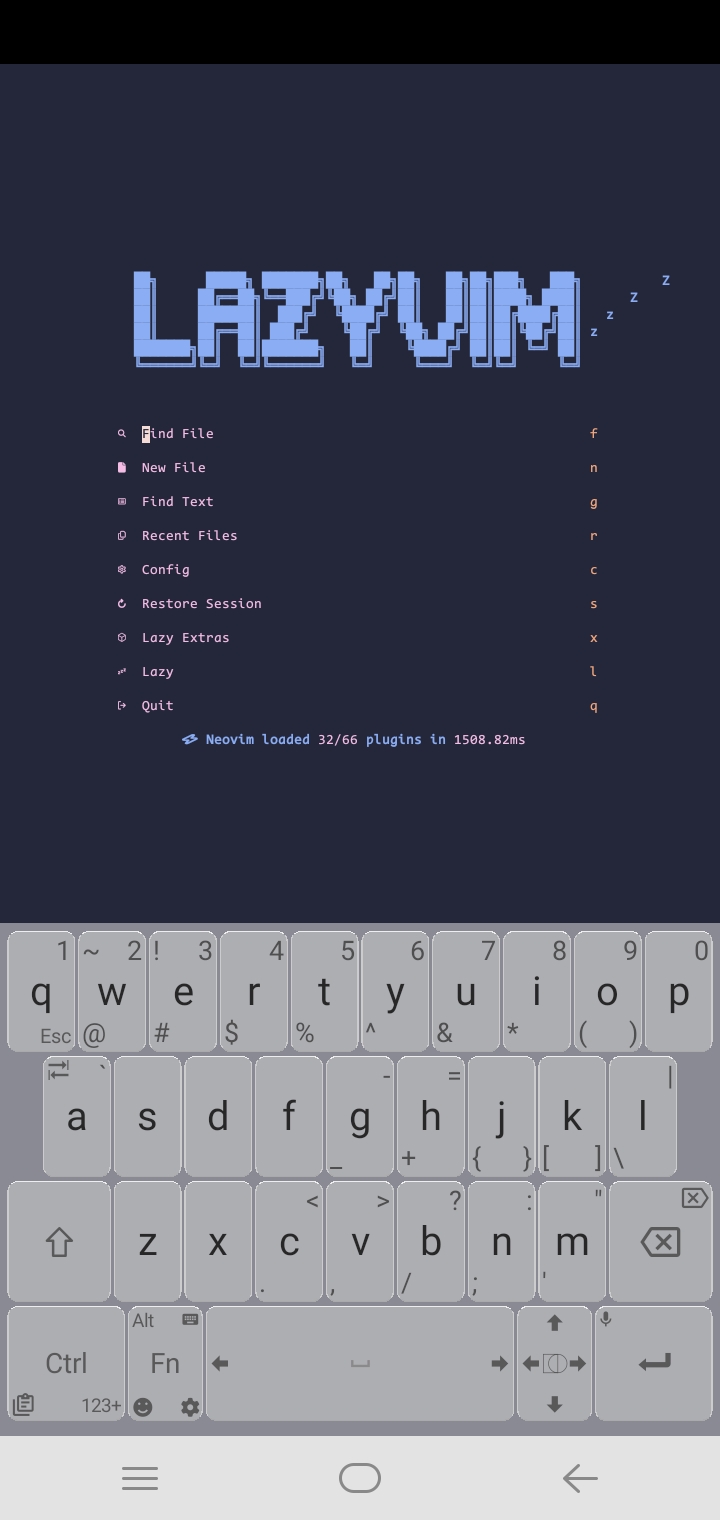 LAZYVIM
Z
Z
z
z
Find File f
New File n
Find Text g
Recent Files r
Config c
Restore Session s
Lazy Extras x
Lazy l
Quit q
Neovim loaded 32/66 plugins in 1508.82ms
1 ~ 2 ! 3 4 5 6 7 8 9 0
q w e r t y u i o p
Esc @ # $ % ^ & * ( )
` - = |
a s d f g h j k l
_ + { } [ ] \
< > ? : "
z x c v b n m
. , / ; '
Alt
Ctrl Fn
123+